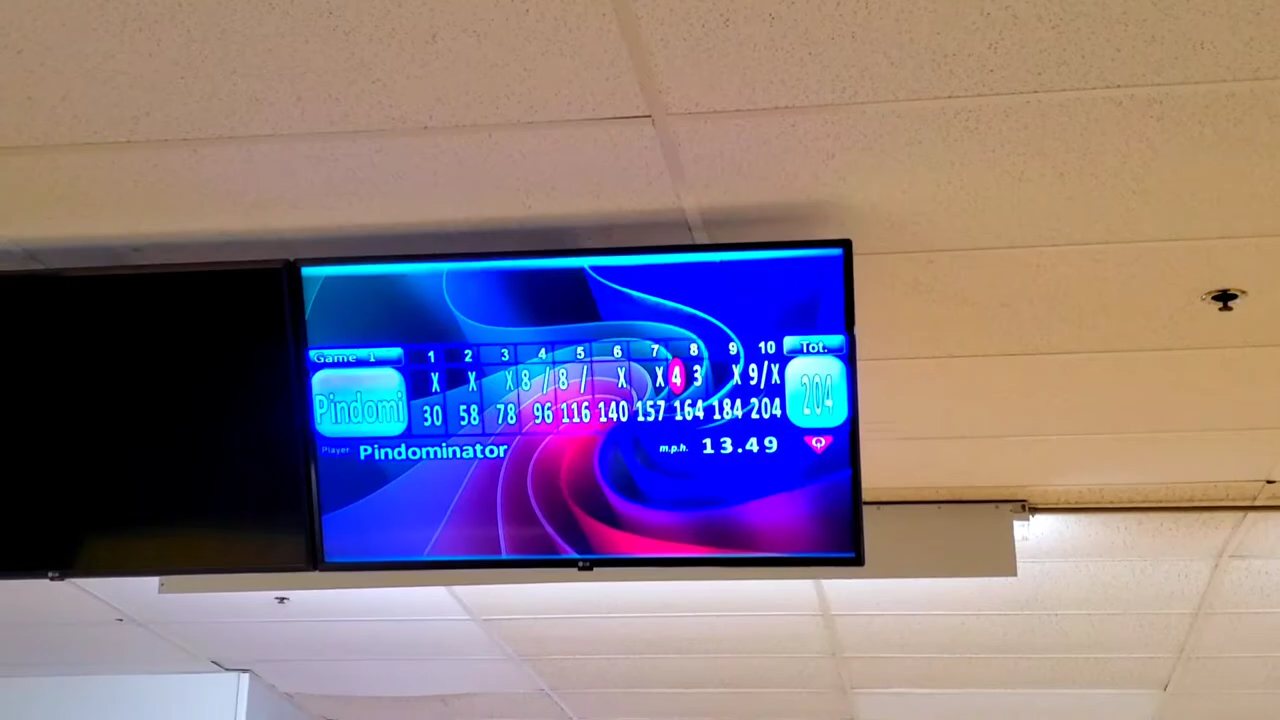 Game 1 1 2 3 4 5 6 7 8 9 10 Tot.
Pindomi X X X 8 / 8 / X X 4 3 X 9/X 204
30 58 78 96 116 140 157 164 184 204
Player Pindominator m.p.h. 13.49
LG